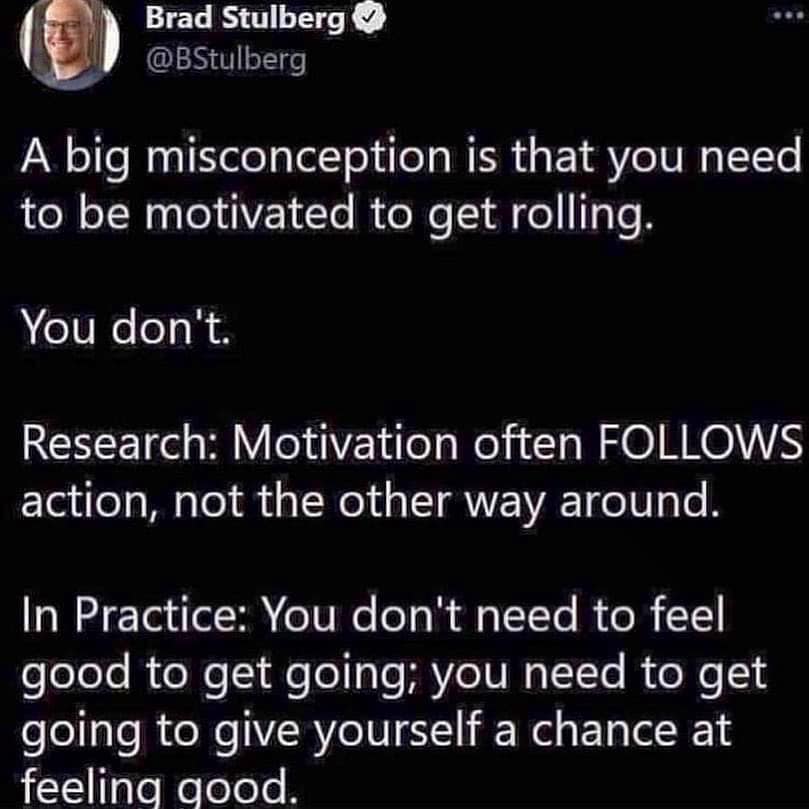 Brad Stulberg
@BStulberg
A big misconception is that you need
to be motivated to get rolling.
You don't.
Research: Motivation often FOLLOWS
action, not the other way around.
In Practice: You don't need to feel
good to get going; you need to get
going to give yourself a chance at
feeling good.